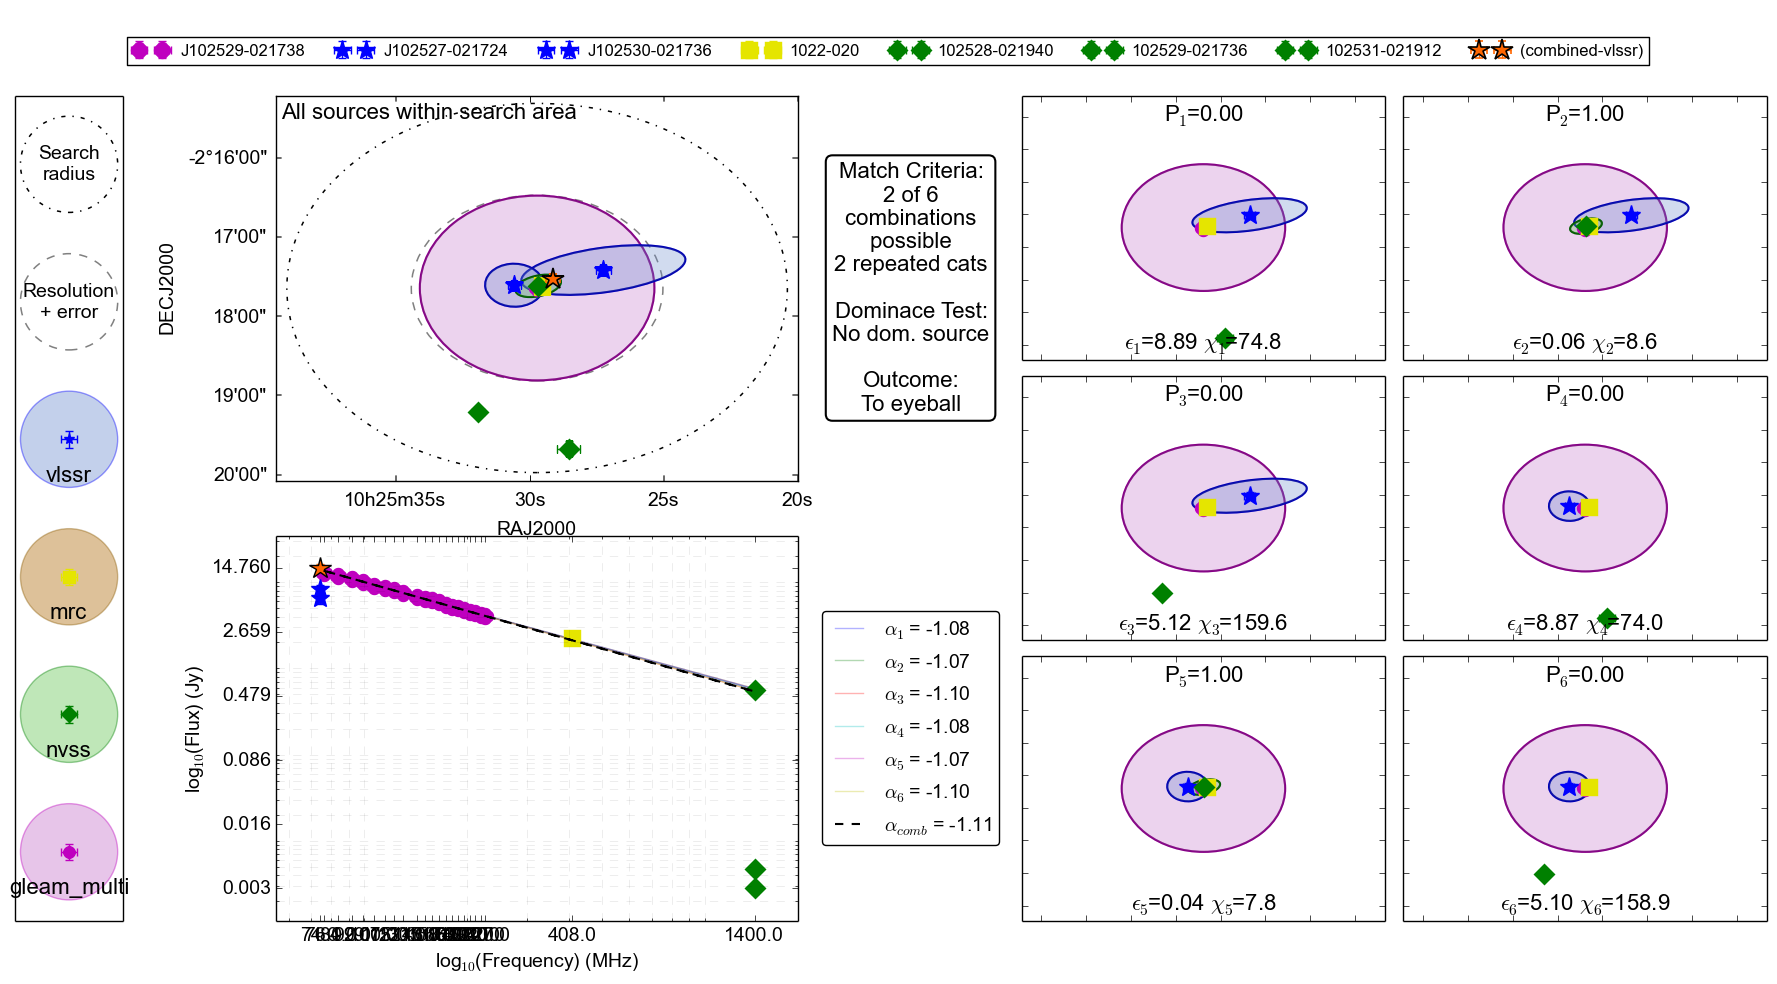 J102529-021738 J102527-021724 J102530-021736 1022-020 102528-021940 102529-021736 102531-021912 (combined-vlssr)
Search
radius
Resolution
+ error
vlssr
mrc
nvss
gleam_multi
All sources within search area
DECJ2000
-2°16'00"
17'00"
18'00"
19'00"
20'00"
10h25m35s 30s 25s 20s
RAJ2000
log10(Flux) (Jy)
14.760
2.659
0.479
0.086
0.016
0.003
408.0 1400.0
log10(Frequency) (MHz)
Match Criteria:
2 of 6
combinations
possible
2 repeated cats
Dominace Test:
No dom. source
Outcome:
To eyeball
α1 = -1.08
α2 = -1.07
α3 = -1.10
α4 = -1.08
α5 = -1.07
α6 = -1.10
αcomb = -1.11
P1=0.00
ϵ1=8.89 χ1=74.8
P2=1.00
ϵ2=0.06 χ2=8.6
P3=0.00
ϵ3=5.12 χ3=159.6
P4=0.00
ϵ4=8.87 χ4=74.0
P5=1.00
ϵ5=0.04 χ5=7.8
P6=0.00
ϵ6=5.10 χ6=158.9